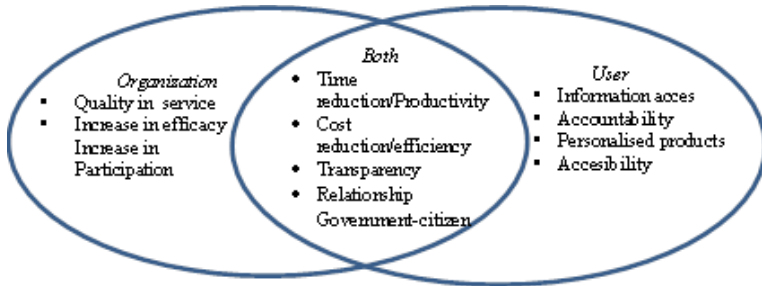 Organization
▪ Quality in service
▪ Increase in efficacy
Increase in
Participation
Both
• Time
reduction/Productivity
• Cost
reduction/efficiency
• Transparency
• Relationship
Government-citizen
User
▪ Information acces
▪ Accountability
▪ Personalised products
▪ Accesibility